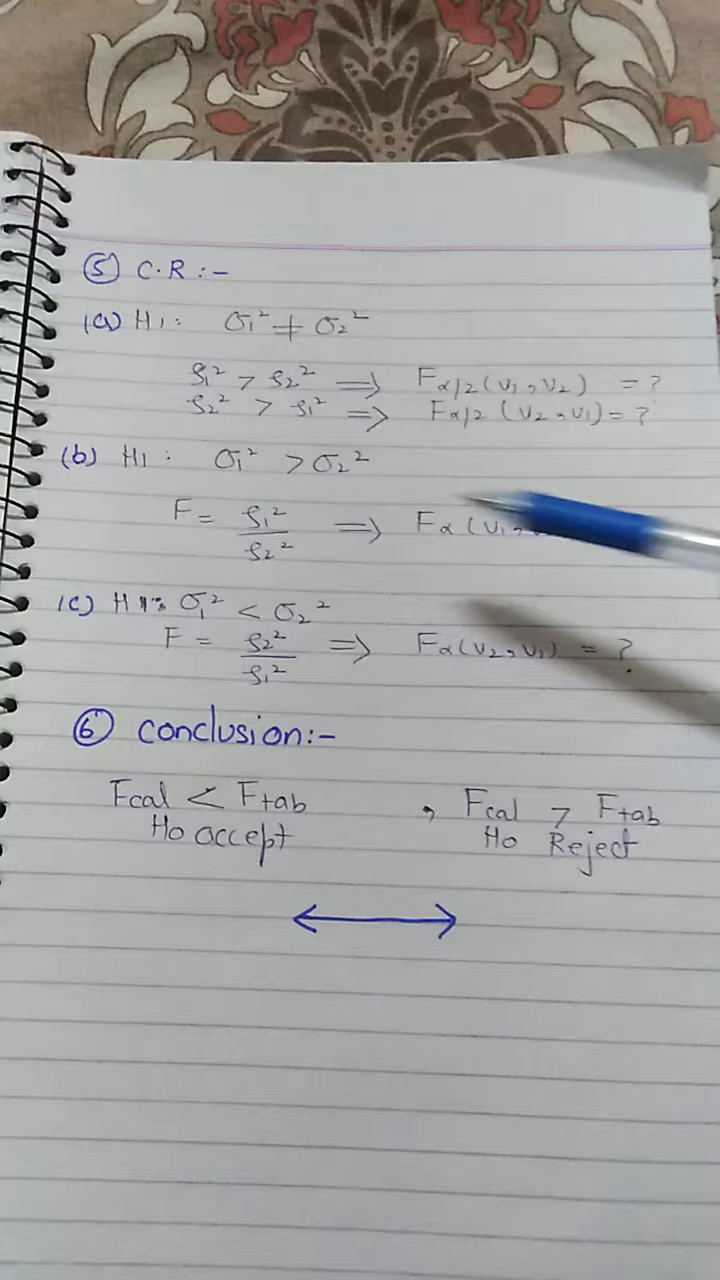 ⑤ C.R :-
(a) H₁ : σ₁² ≠ σ₂²
S₁² > S₂² ⟹ Fα/2 (ν₁, ν₂) = ?
S₂² > S₁² ⟹ Fα/2 (ν₂, ν₁) = ?
(b) H₁ : σ₁² > σ₂²
F = S₁²/S₂² ⟹ Fα (ν₁,
(c) H₁ : σ₁² < σ₂²
F = S₂²/S₁² ⟹ Fα(ν₂, ν₁) = ?
⑥ conclusion:-
Fcal < Ftab , Fcal > Ftab
Ho accept Ho Reject